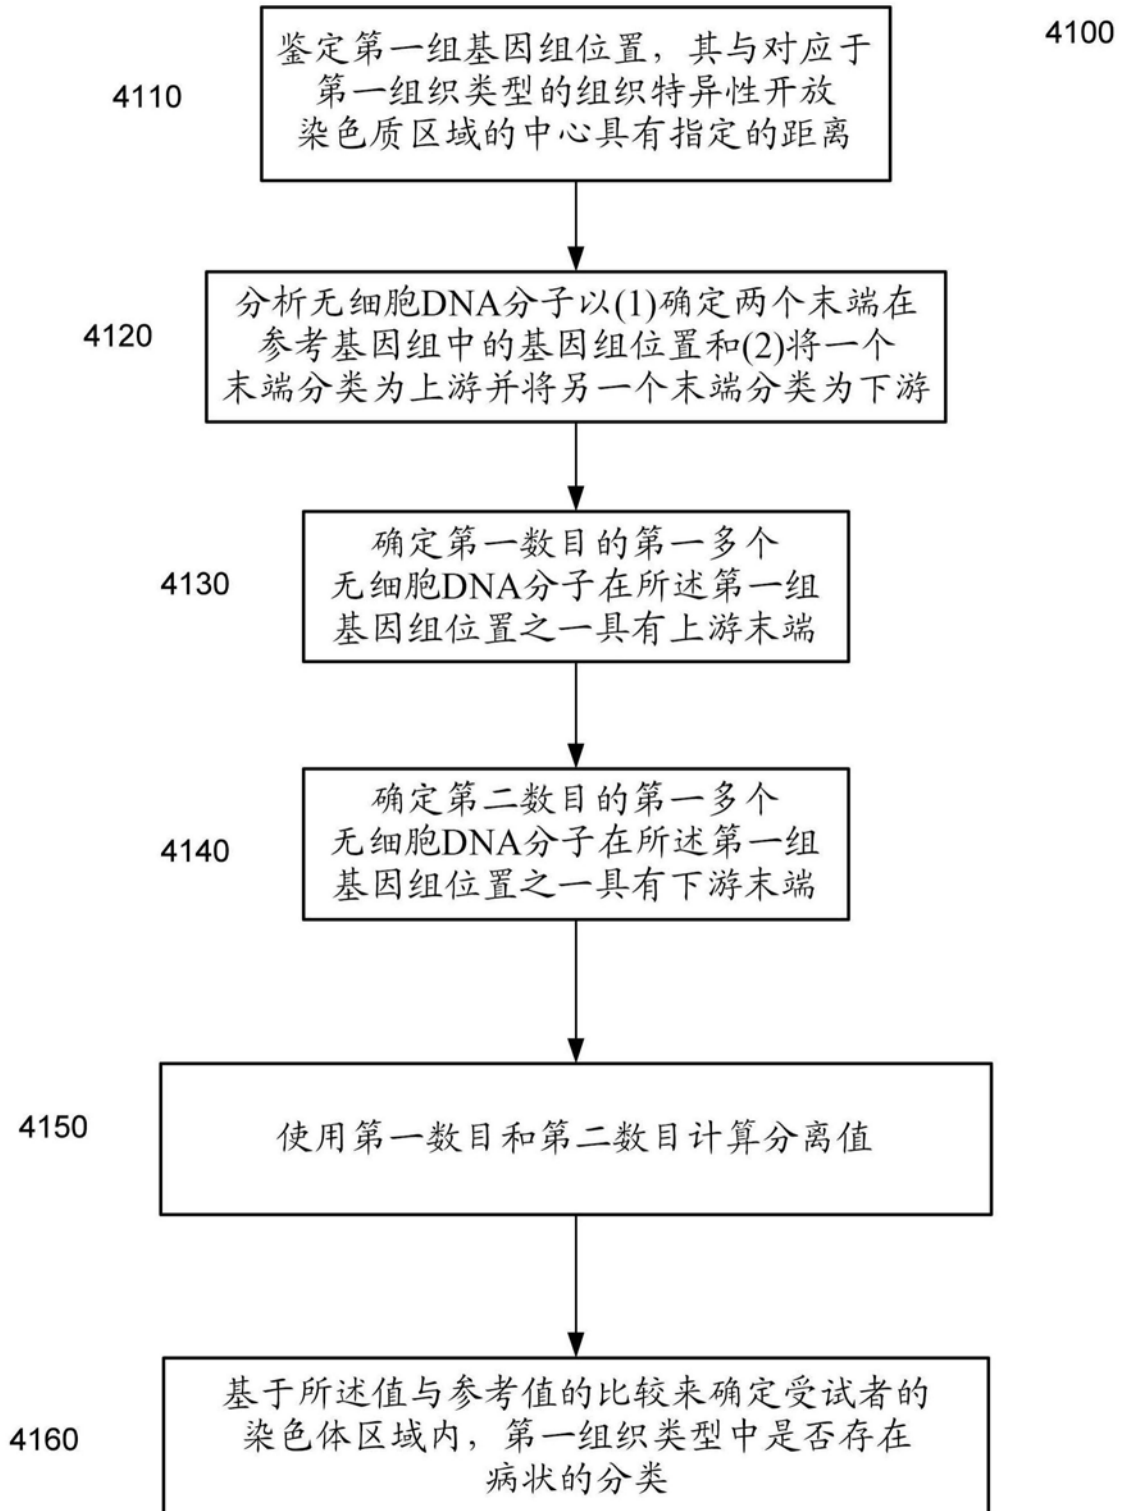 4100
4110
鉴定第一组基因组位置，其与对应于
第一组织类型的组织特异性开放
染色质区域的中心具有指定的距离
4120
分析无细胞DNA分子以(1)确定两个末端在
参考基因组中的基因组位置和(2)将一个
末端分类为上游并将另一个末端分类为下游
4130
确定第一数目的第一多个
无细胞DNA分子在所述第一组
基因组位置之一具有上游末端
4140
确定第二数目的第一多个
无细胞DNA分子在所述第一组
基因组位置之一具有下游末端
4150
使用第一数目和第二数目计算分离值
4160
基于所述值与参考值的比较来确定受试者的
染色体区域内，第一组织类型中是否存在
病状的分类